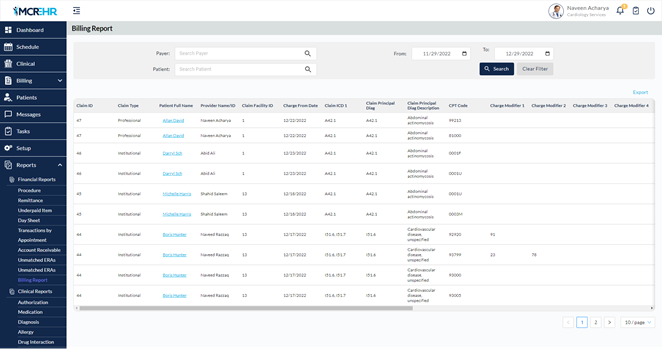 MCREHR
Naveen Acharya
Cardiology Services
Dashboard
Schedule
Clinical
Billing
Patients
Messages
Tasks
Setup
Reports
Financial Reports
Procedure
Remittance
Underpaid Item
Day Sheet
Transactions by
Appointment
Account Receivable
Unmatched ERAs
Unmatched ERAs
Billing Report
Clinical Reports
Authorization
Medication
Diagnosis
Allergy
Drug Interaction
Billing Report
Payer: Search Payer From: 11/29/2022 To: 12/29/2022
Patient: Search Patient Search Clear Filter
Export
Claim ID Claim Type Patient Full Name Provider Name/ID Claim Facility ID Charge From Date Claim ICD 1 Claim Principal Diag Claim Principal Diag Description CPT Code Charge Modifier 1 Charge Modifier 2 Charge Modifier 3 Charge Modifier 4
47 Professional Allan David Naveen Acharya 1 12/22/2022 A42.1 A42.1 Abdominal actinomycosis 99212
47 Professional Allan David Naveen Acharya 1 12/22/2022 A42.1 A42.1 Abdominal actinomycosis 81000
46 Institutional Abid Ali 1 12/23/2022 A42.1 A42.1 Abdominal actinomycosis 0001F
46 Institutional Abid Ali 1 12/23/2022 A42.1 A42.1 Abdominal actinomycosis 0001U
45 Institutional Michelle Harris Shahid Saleem 13 12/18/2022 A42.1 A42.1 Abdominal actinomycosis 0001U
45 Institutional Michelle Harris Shahid Saleem 13 12/18/2022 A42.1 A42.1 Abdominal actinomycosis 0003M
44 Institutional Naveed Razzaq 13 12/17/2022 I51.6, I51.7 I51.6 Cardiovascular disease, unspecified 92920 91
44 Institutional Naveed Razzaq 13 12/17/2022 I51.6, I51.7 I51.6 Cardiovascular disease, unspecified 93799 23 78
44 Institutional Naveed Razzaq 13 12/17/2022 I51.6, I51.7 I51.6 Cardiovascular disease, unspecified 93000
44 Institutional Naveed Razzaq 13 12/17/2022 I51.6, I51.7 I51.6 Cardiovascular disease, unspecified 93005
1 2 10 / page